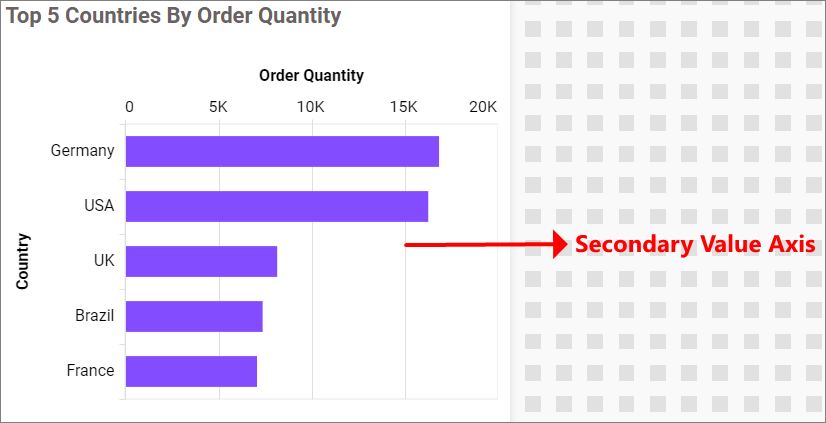 Top 5 Countries By Order Quantity
Order Quantity
0 5K 10K 15K 20K
Germany
USA
Secondary Value Axis
Country
UK
Brazil
France